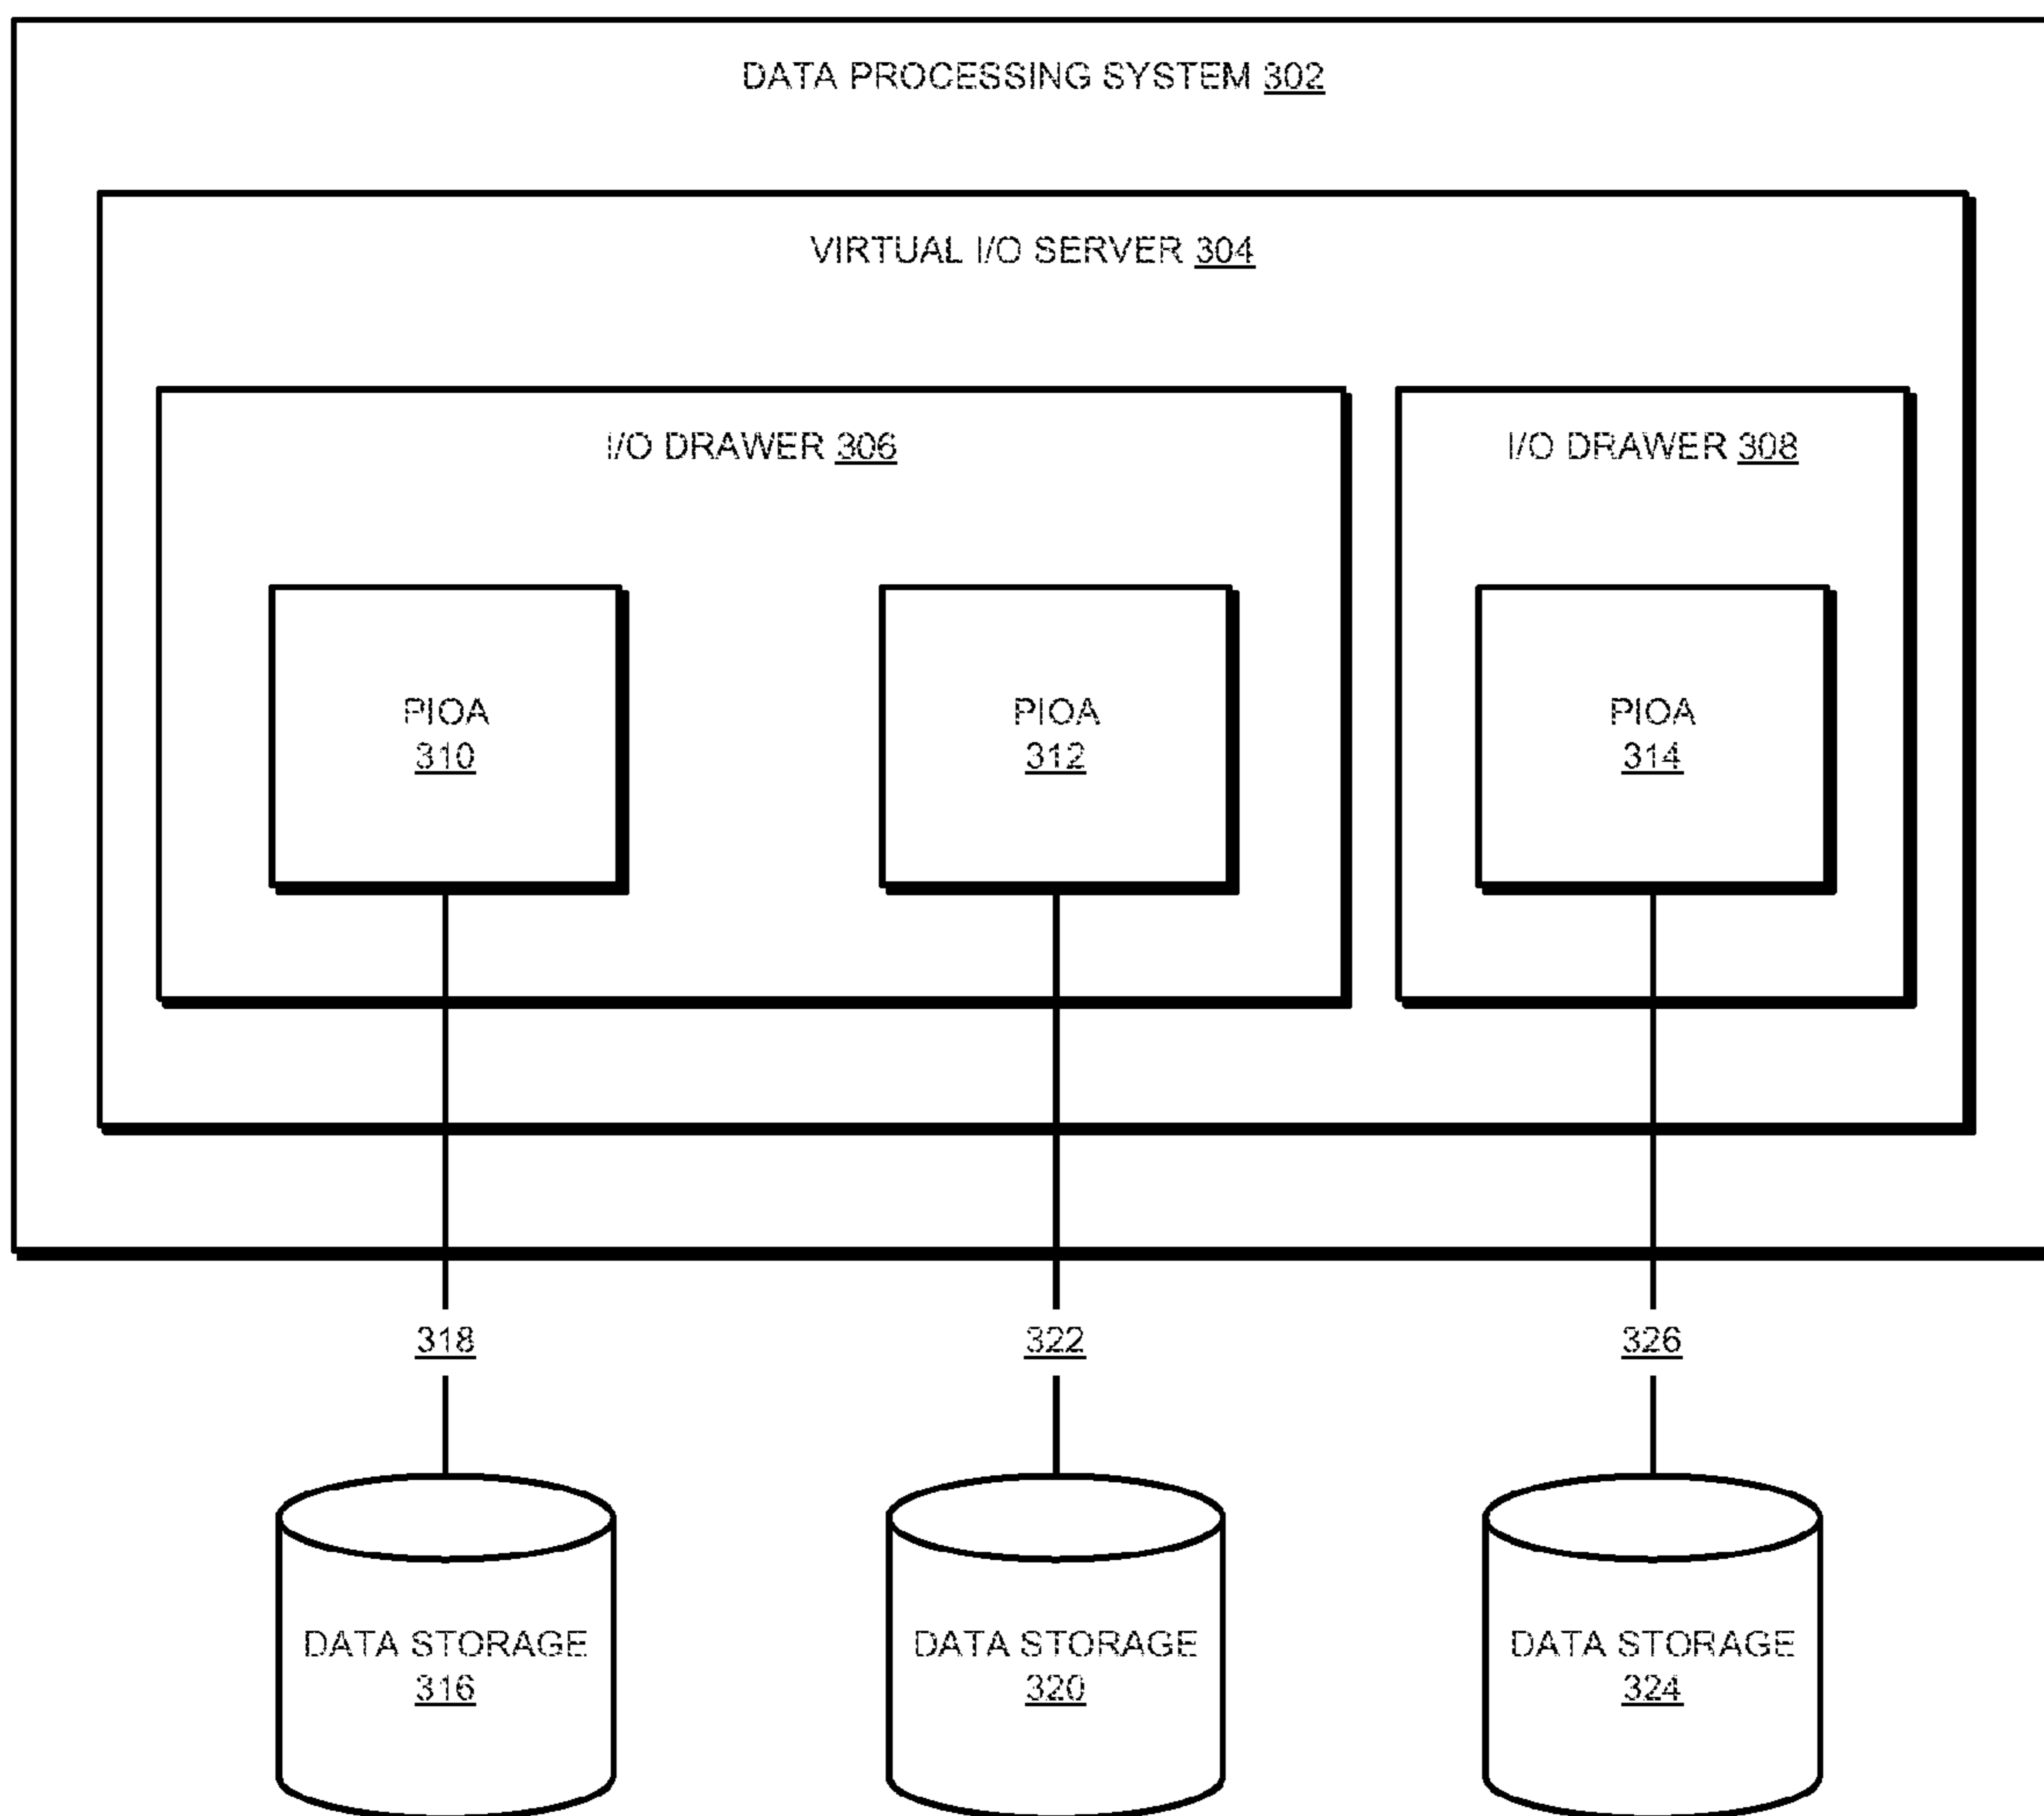 DATA PROCESSING SYSTEM 302
VIRTUAL I/O SERVER 304
I/O DRAWER 306
I/O DRAWER 308
PIOA
310
PIOA
312
PIOA
314
318
322
326
DATA STORAGE
316
DATA STORAGE
320
DATA STORAGE
324